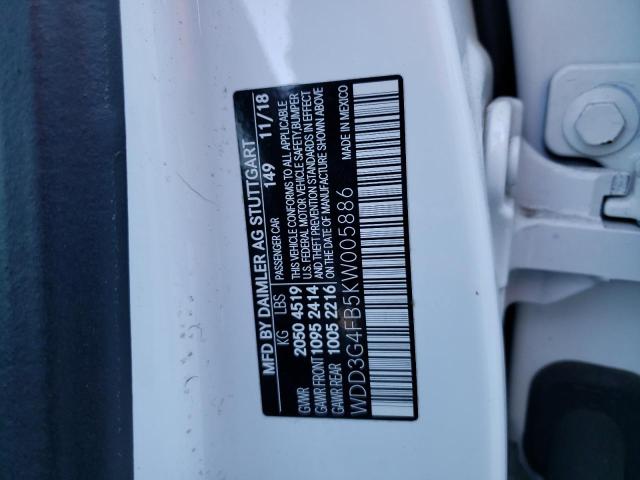 MFD BY DAIMLER AG STUTTGART
149 11/18
KG LBS PASSENGER CAR
GVWR 2050 4519 THIS VEHICLE CONFORMS TO ALL APPLICABLE
U.S. FEDERAL MOTOR VEHICLE SAFETY,BUMPER
GAWR FRONT 1095 2414 AND THEFT PREVENTION STANDARDS IN EFFECT
GAWR REAR 1005 2216 ON THE DATE OF MANUFACTURE SHOWN ABOVE
WDD3G4FB5KW005886 MADE IN MEXICO